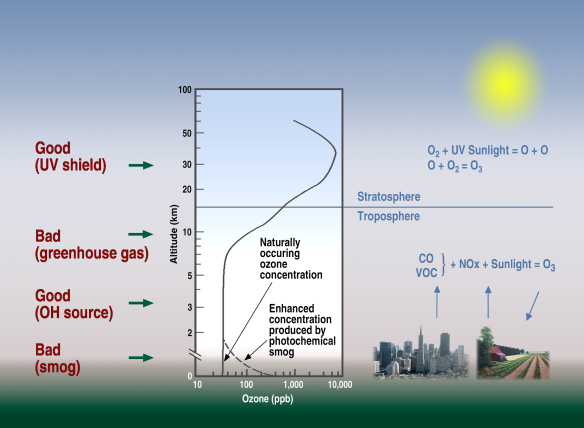 100
50
30
20
10
5
3
2
0
Altitude (km)
10
100
1,000
10,000
Ozone (ppb)
Good
(UV shield)
Bad
(greenhouse gas)
Good
(OH source)
Bad
(smog)
Naturally
occuring
ozone
concentration
Enhanced
concentration
produced by
photochemical
smog
O₂ + UV Sunlight = O + O
O + O₂ = O₃
Stratosphere
Troposphere
CO
VOC } + NOx + Sunlight = O₃